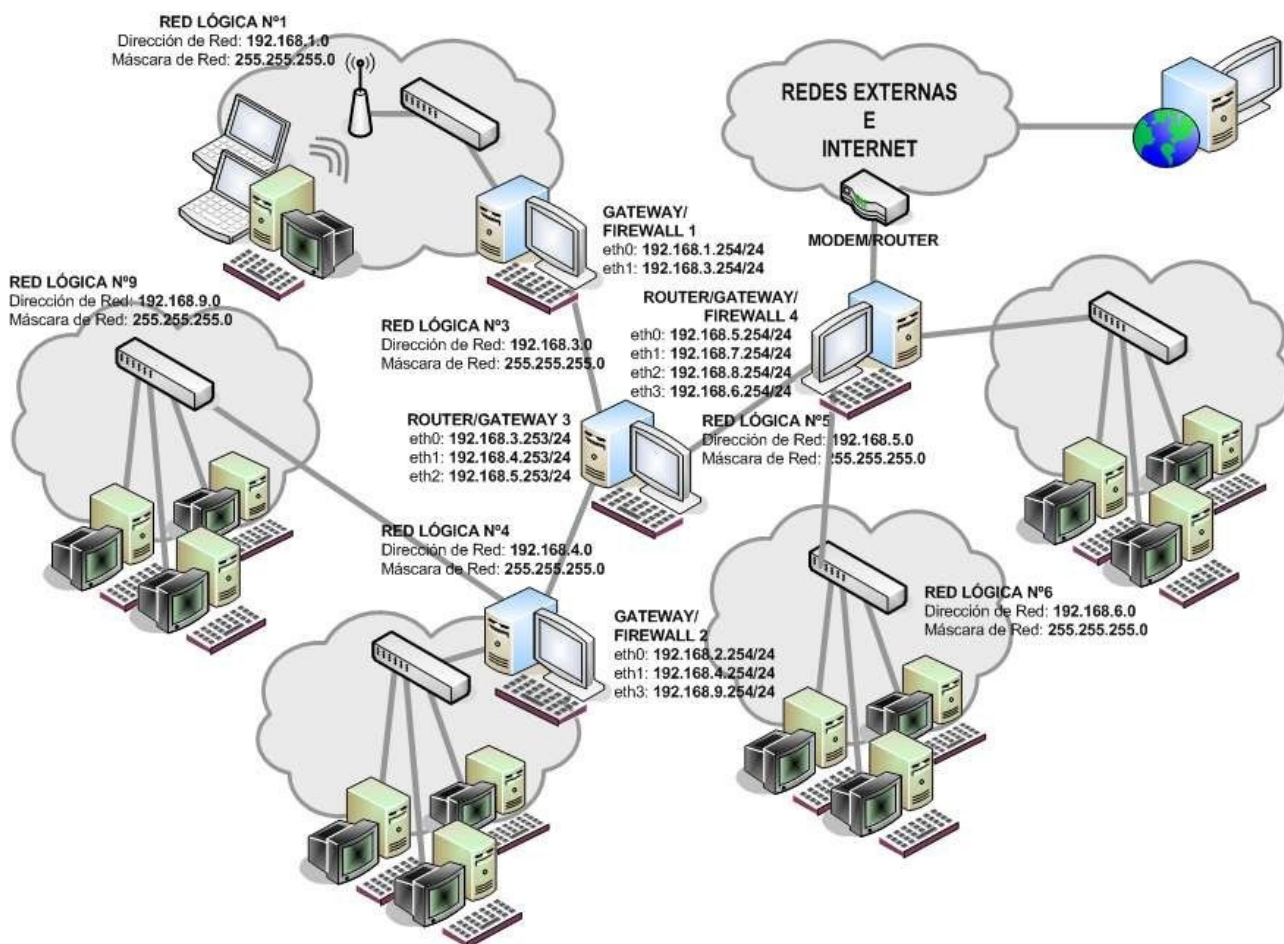 RED LÓGICA Nº1
Dirección de Red: 192.168.1.0
Máscara de Red: 255.255.255.0
REDES EXTERNAS
E
INTERNET
MODEM/ROUTER
GATEWAY/
FIREWALL 1
eth0: 192.168.1.254/24
eth1: 192.168.3.254/24
RED LÓGICA Nº9
Dirección de Red: 192.168.9.0
Máscara de Red: 255.255.255.0
ROUTER/GATEWAY/
FIREWALL 4
eth0: 192.168.5.254/24
eth1: 192.168.7.254/24
eth2: 192.168.8.254/24
eth3: 192.168.6.254/24
RED LÓGICA Nº3
Dirección de Red: 192.168.3.0
Máscara de Red: 255.255.255.0
ROUTER/GATEWAY 3
eth0: 192.168.3.253/24
eth1: 192.168.4.253/24
eth2: 192.168.5.253/24
RED LÓGICA Nº5
Dirección de Red: 192.168.5.0
Máscara de Red: 255.255.255.0
RED LÓGICA Nº4
Dirección de Red: 192.168.4.0
Máscara de Red: 255.255.255.0
RED LÓGICA Nº6
Dirección de Red: 192.168.6.0
Máscara de Red: 255.255.255.0
GATEWAY/
FIREWALL 2
eth0: 192.168.2.254/24
eth1: 192.168.4.254/24
eth3: 192.168.9.254/24